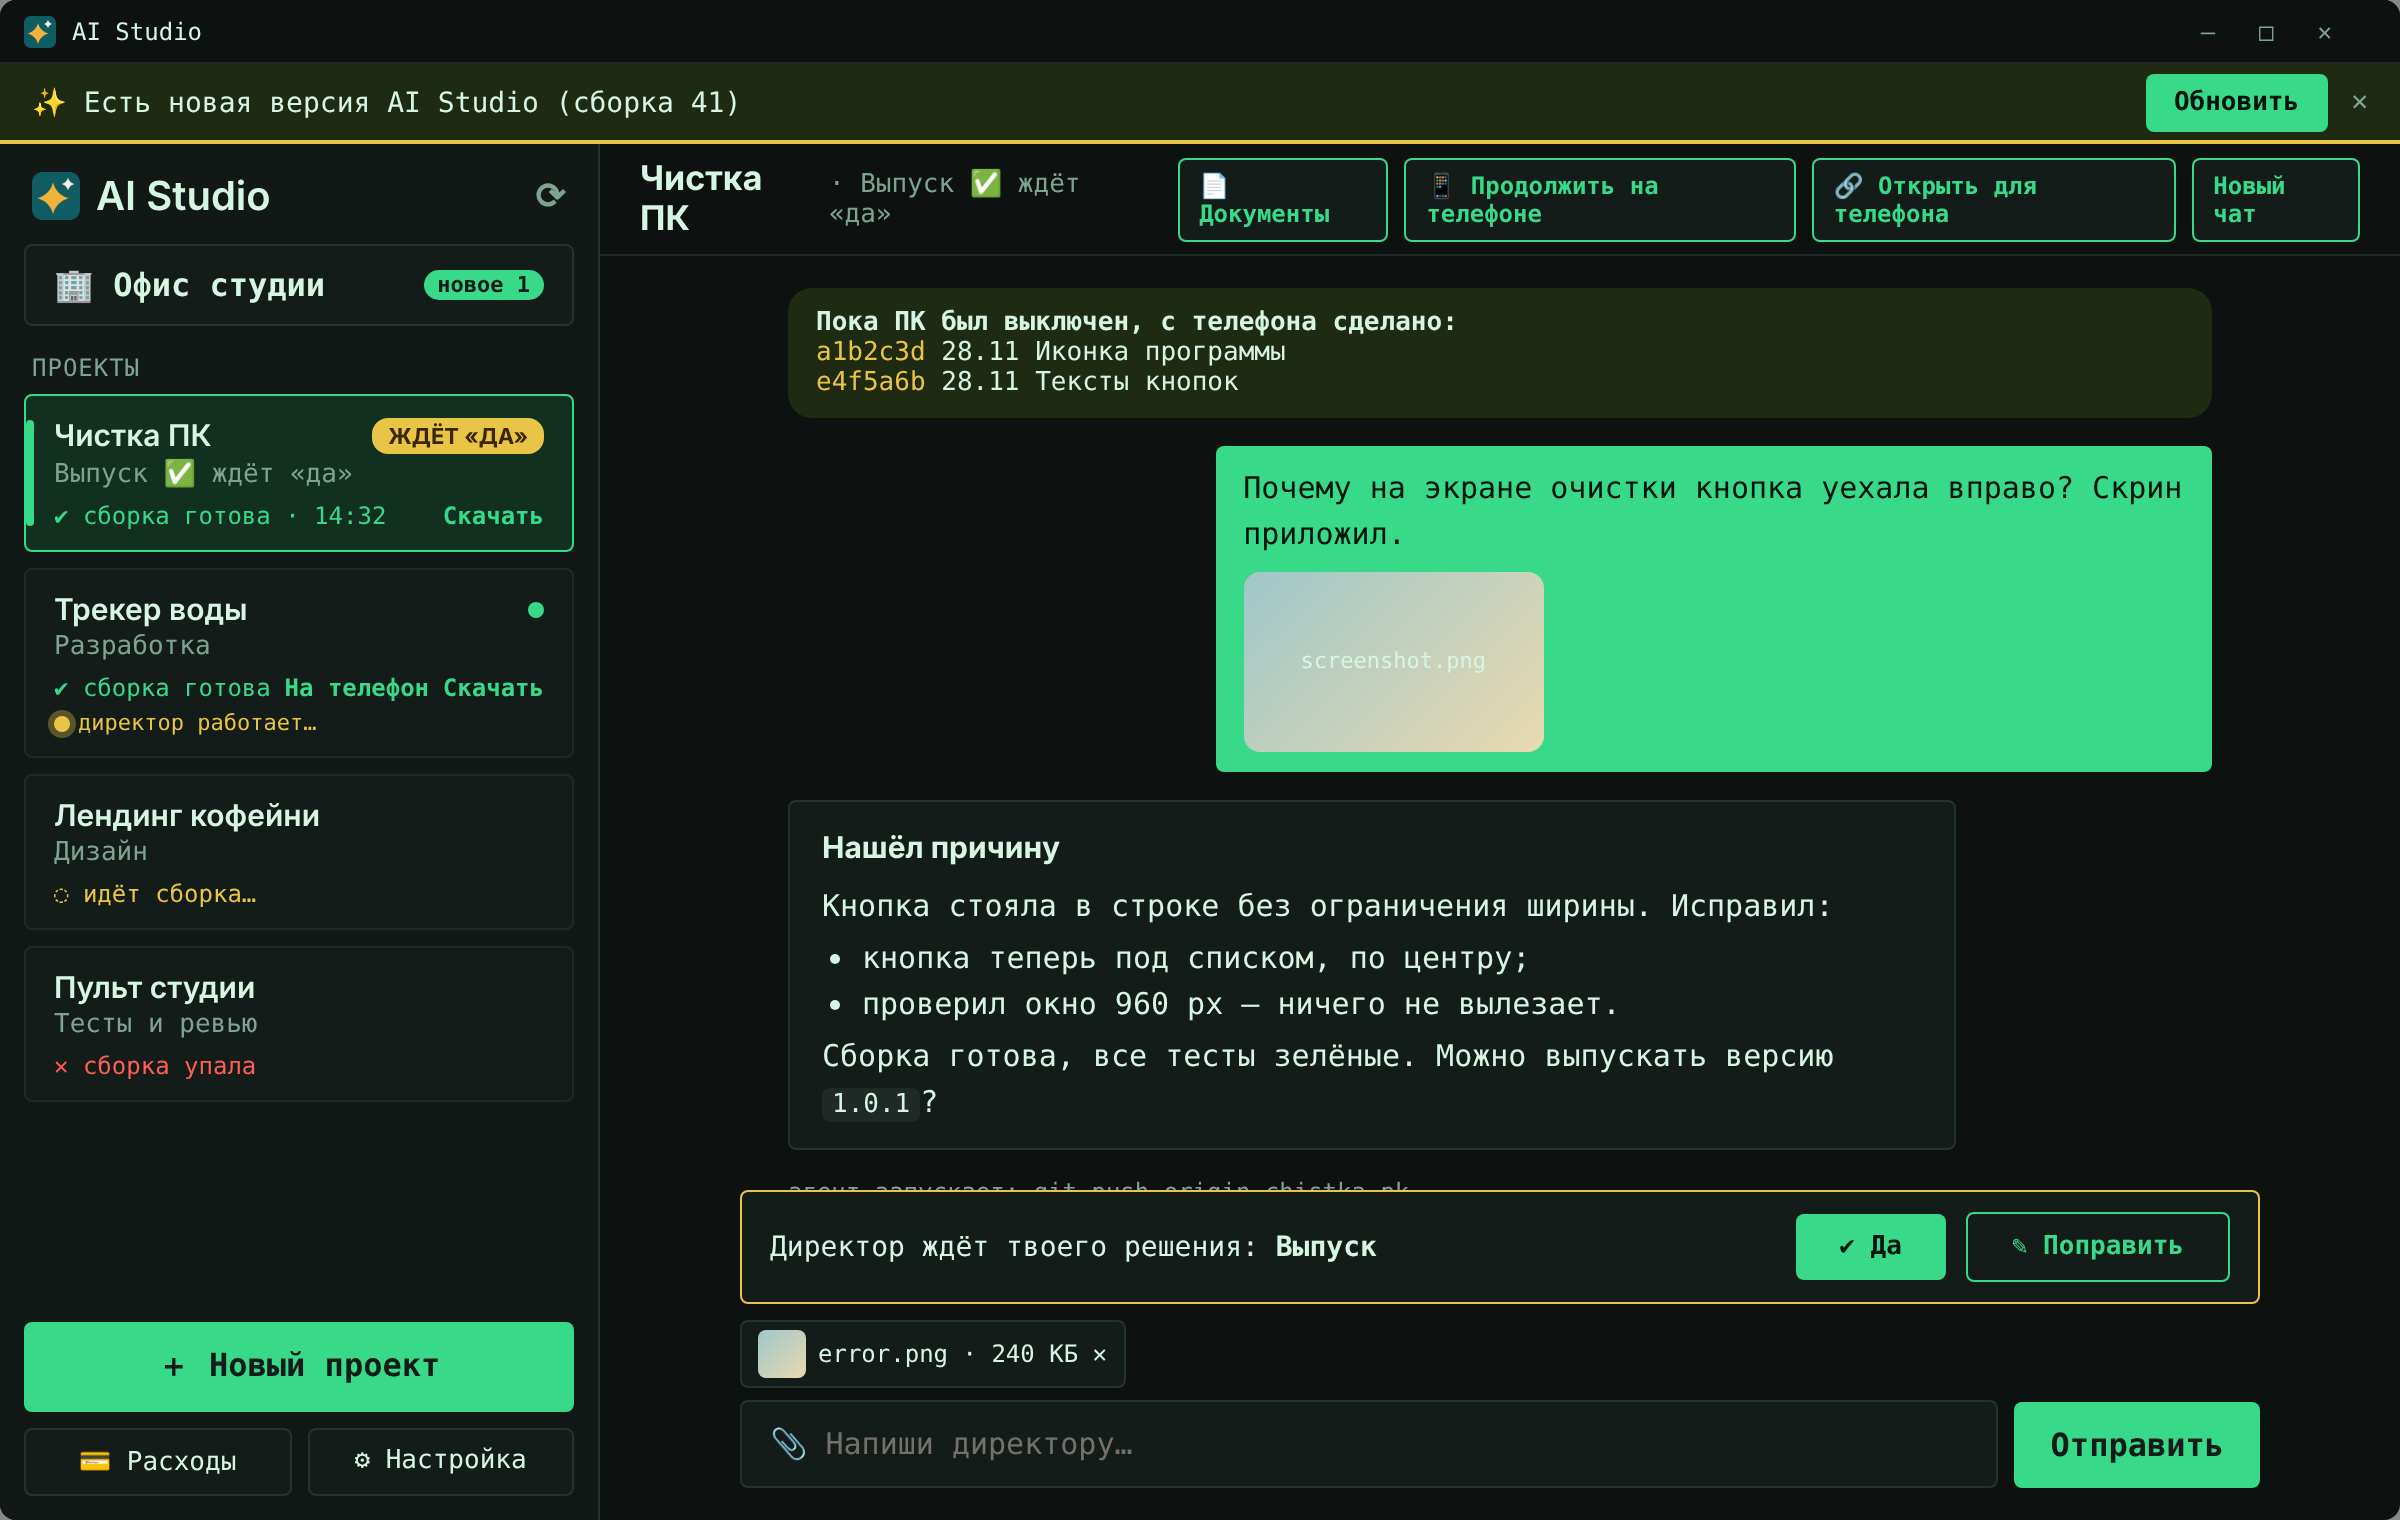 AI Studio
✨ Есть новая версия AI Studio (сборка 41)
Обновить ×
AI Studio
🏢 Офис студии
новое 1
ПРОЕКТЫ
Чистка ПК
ЖДЁТ «ДА»
Выпуск ✅ ждёт «да»
✔ сборка готова · 14:32 Скачать
Трекер воды
Разработка
✔ сборка готова На телефон Скачать
директор работает…
Лендинг кофейни
Дизайн
идёт сборка…
Пульт студии
Тесты и ревью
× сборка упала
+ Новый проект
💳 Расходы
⚙ Настройка
Чистка
ПК
· Выпуск ✅ ждёт
«да»
📄
Документы
📱 Продолжить на
телефоне
🔗 Открыть для
телефона
Новый
чат
Пока ПК был выключен, с телефона сделано:
a1b2c3d 28.11 Иконка программы
e4f5a6b 28.11 Тексты кнопок
Почему на экране очистки кнопка уехала вправо? Скрин
приложил.
screenshot.png
Нашёл причину
Кнопка стояла в строке без ограничения ширины. Исправил:
• кнопка теперь под списком, по центру;
• проверил окно 960 px — ничего не вылезает.
Сборка готова, все тесты зелёные. Можно выпускать версию
1.0.1?
агент запускает: git push origin chistka-pk
Директор ждёт твоего решения: Выпуск
✔ Да
✎ Поправить
error.png · 240 КБ ×
📎 Напиши директору…
Отправить